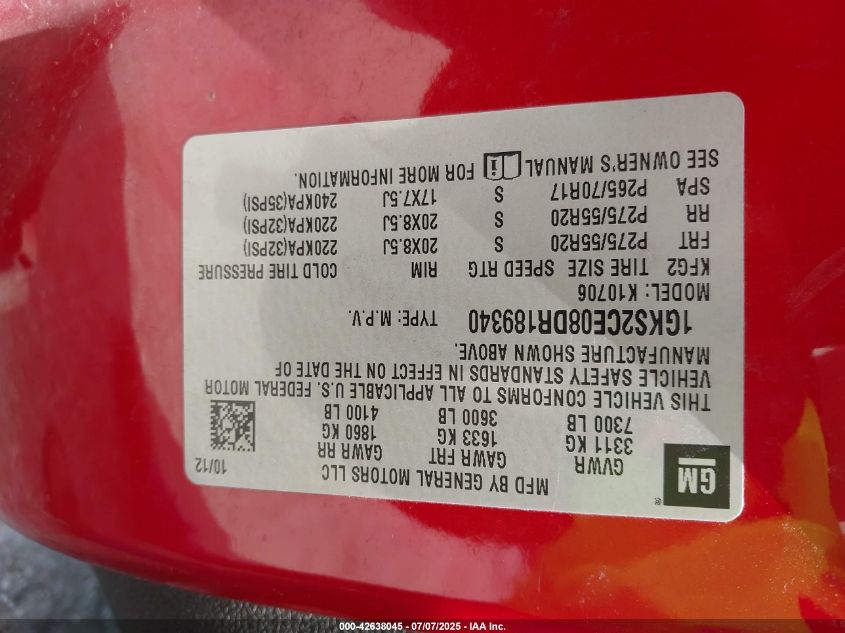 GM
®
MFD BY GENERAL MOTORS LLC
10/12
GVWR GAWR FRT GAWR RR
3311 KG 1633 KG 1860 KG
7300 LB 3600 LB 4100 LB
THIS VEHICLE CONFORMS TO ALL APPLICABLE U.S. FEDERAL MOTOR
VEHICLE SAFETY STANDARDS IN EFFECT ON THE DATE OF
MANUFACTURE SHOWN ABOVE.
1GKS2CE08DR189340 TYPE: M.P.V.
MODEL: K10706
KFG2 TIRE SIZE SPEED RTG RIM COLD TIRE PRESSURE
FRT P275/55R20 S 20X8.5J 220KPA(32PSI)
RR P275/55R20 S 20X8.5J 220KPA(32PSI)
SPA P265/70R17 S 17X7.5J 240KPA(35PSI)
SEE OWNER'S MANUAL FOR MORE INFORMATION.
000-42638045 - 07/07/2025 - IAA Inc.